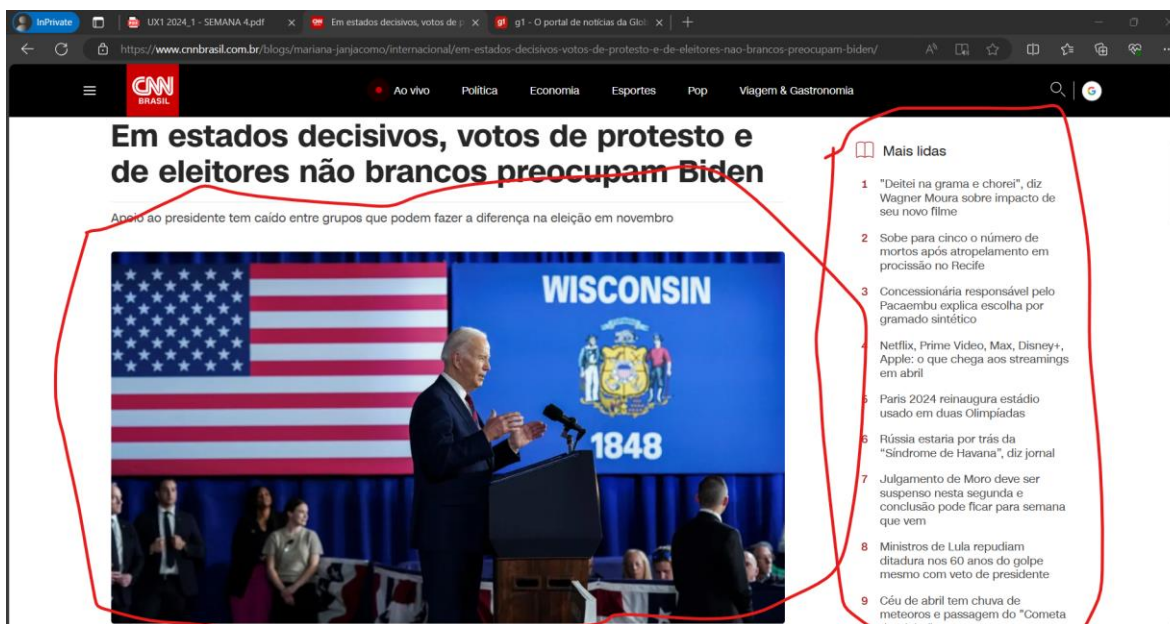 InPrivate
UX1 2024_1 - SEMANA 4.pdf
Em estados decisivos, votos de p
g1
g1 - O portal de notícias da Glob
https://www.cnnbrasil.com.br/blogs/mariana-janjacomo/internacional/em-estados-decisivos-votos-de-protesto-e-de-eleitores-nao-brancos-preocupam-biden/
CNN
BRASIL
Ao vivo
Política
Economia
Esportes
Pop
Viagem & Gastronomia
G
Em estados decisivos, votos de protesto e
de eleitores não brancos preocupam Biden
Apoio ao presidente tem caído entre grupos que podem fazer a diferença na eleição em novembro
WISCONSIN
1848
Mais lidas
1 "Deitei na grama e chorei", diz
Wagner Moura sobre impacto de
seu novo filme
2 Sobe para cinco o número de
mortos após atropelamento em
procissão no Recife
3 Concessionária responsável pelo
Pacaembu explica escolha por
gramado sintético
4 Netflix, Prime Video, Max, Disney+,
Apple: o que chega aos streamings
em abril
5 Paris 2024 reinaugura estádio
usado em duas Olimpíadas
6 Rússia estaria por trás da
"Síndrome de Havana", diz jornal
7 Julgamento de Moro deve ser
suspenso nesta segunda e
conclusão pode ficar para semana
que vem
8 Ministros de Lula repudiam
ditadura nos 60 anos do golpe
mesmo com veto de presidente
9 Céu de abril tem chuva de
meteoros e passagem do "Cometa